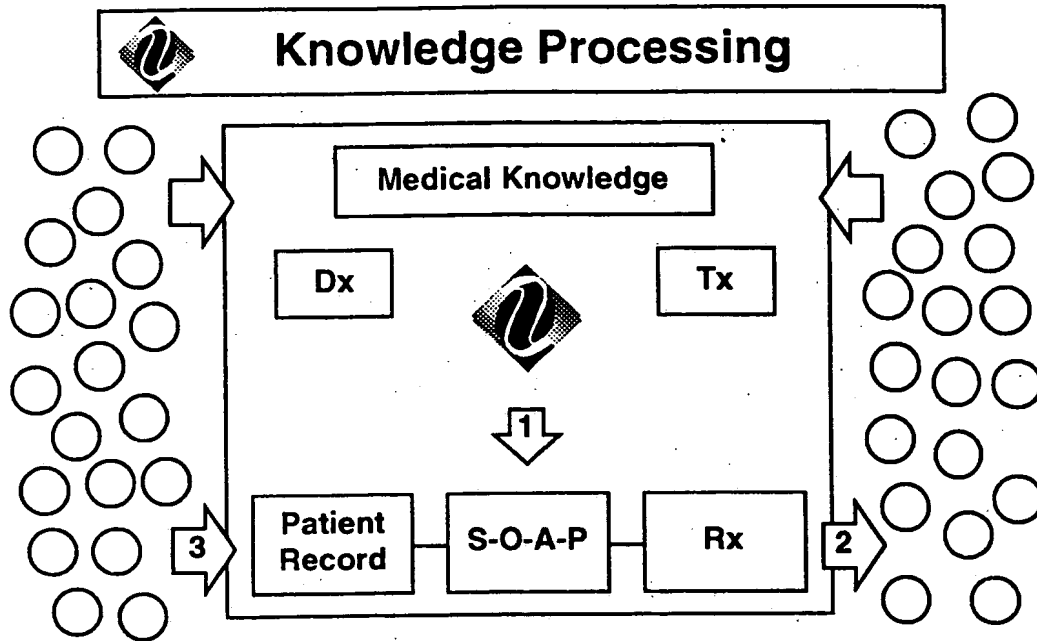 Knowledge Processing
Medical Knowledge
Dx
Tx
1
Patient
Record
S-O-A-P
Rx
3
2